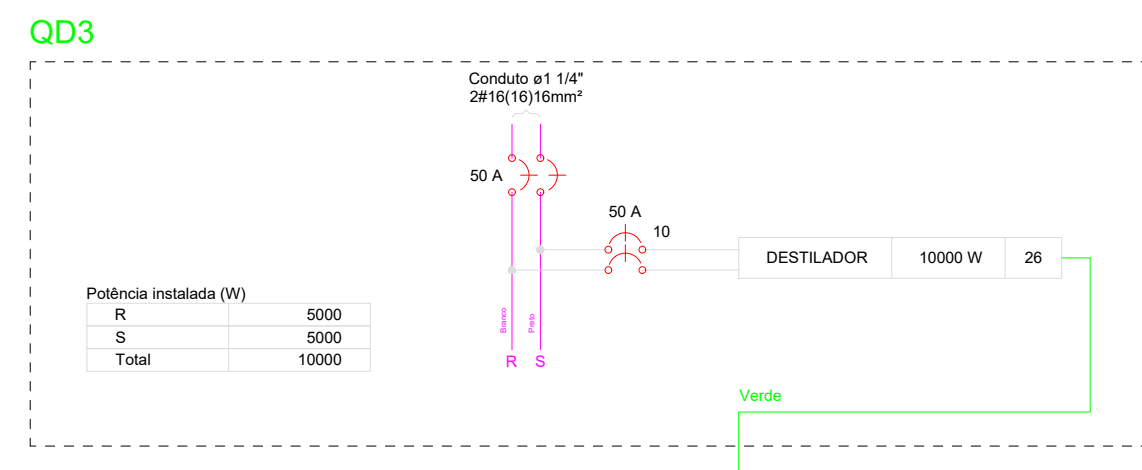 QD3
Conduto ø1 1/4"
2#16(16)16mm²
50 A
50 A
10
DESTILADOR 10000 W 26
Potência instalada (W)
R 5000
S 5000
Total 10000
Branco
Preto
R S
Verde